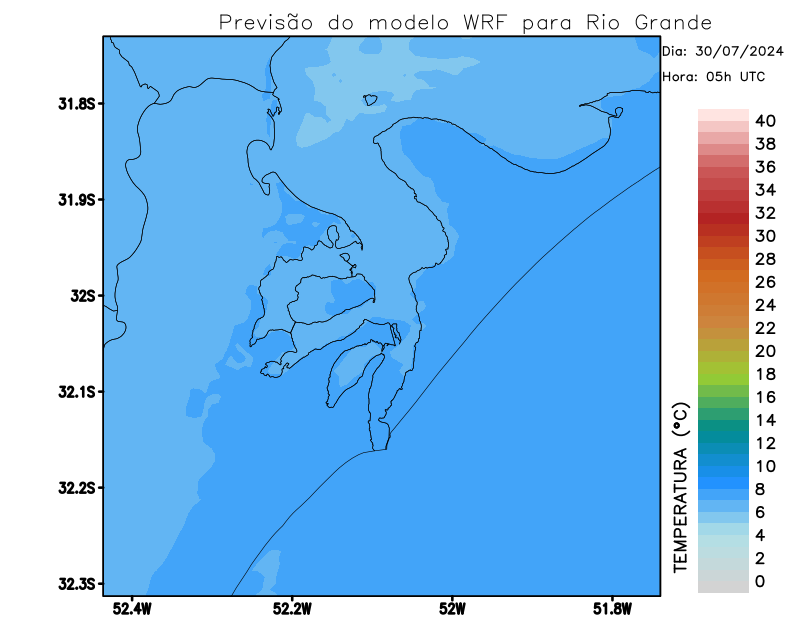 Previsão do modelo WRF para Rio Grande
Dia: 30/07/2024
Hora: 05h UTC
31.8S
31.9S
32S
32.1S
32.2S
32.3S
52.4W
52.2W
52W
51.8W
TEMPERATURA (°C)
40
38
36
34
32
30
28
26
24
22
20
18
16
14
12
10
8
6
4
2
0